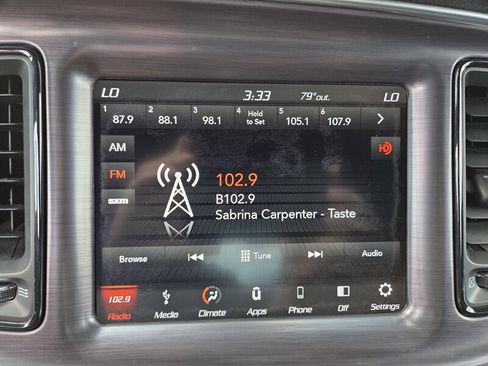 LO 3:33 79°out. LO
1 2 3 4 5 6
87.9 88.1 98.1 Hold to Set 105.1 107.9
AM
FM
sxm
HD
102.9
B102.9
Sabrina Carpenter - Taste
Browse Tune Audio
102.9
Radio Media Climate Apps Phone Off Settings